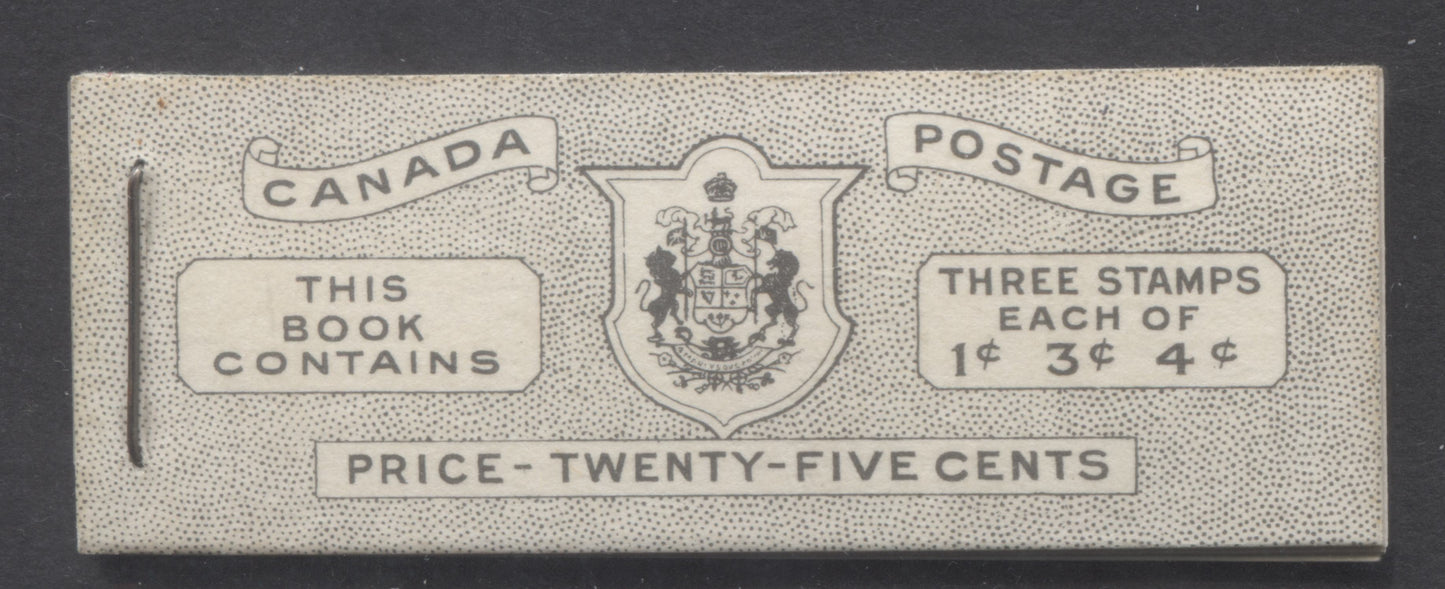 CANADA
POSTAGE
THIS
BOOK
CONTAINS
THREE STAMPS
EACH OF
1¢ 3¢ 4¢
PRICE - TWENTY-FIVE CENTS